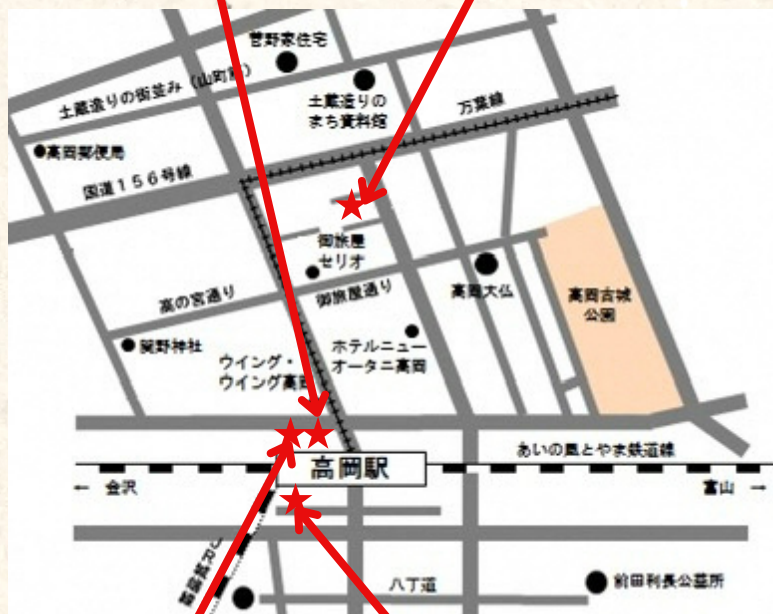 菅野家住宅
土蔵造りの街並み（山町筋）
土蔵造りの
まち資料館
万葉線
高岡郵便局
国道１５６号線
御旅屋
セリオ
高岡大仏
高岡古城
公園
高の宮通り
御旅屋通り
関野神社
ホテルニュー
オータニ高岡
ウイング・
ウイング高岡
あいの風とやま鉄道線
高岡駅
← 金沢
富山 →
八丁道
前田利長公墓所